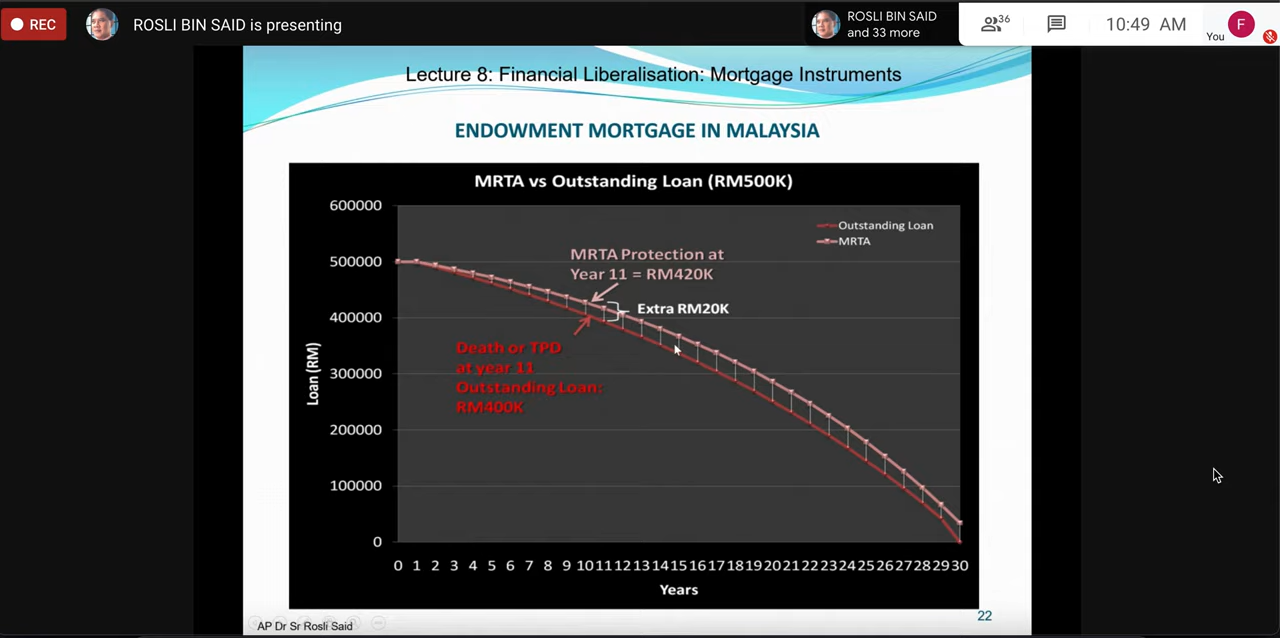 REC
ROSLI BIN SAID is presenting
ROSLI BIN SAID
and 33 more
36
10:49 AM
You
F
Lecture 8: Financial Liberalisation: Mortgage Instruments
ENDOWMENT MORTGAGE IN MALAYSIA
MRTA vs Outstanding Loan (RM500K)
600000
500000
400000
300000
200000
100000
0
Loan (RM)
Outstanding Loan
MRTA
MRTA Protection at
Year 11 = RM420K
Extra RM20K
Death or TPD
at year 11
Outstanding Loan:
RM400K
0 1 2 3 4 5 6 7 8 9 10 11 12 13 14 15 16 17 18 19 20 21 22 23 24 25 26 27 28 29 30
Years
22
AP Dr Sr Rosli Said